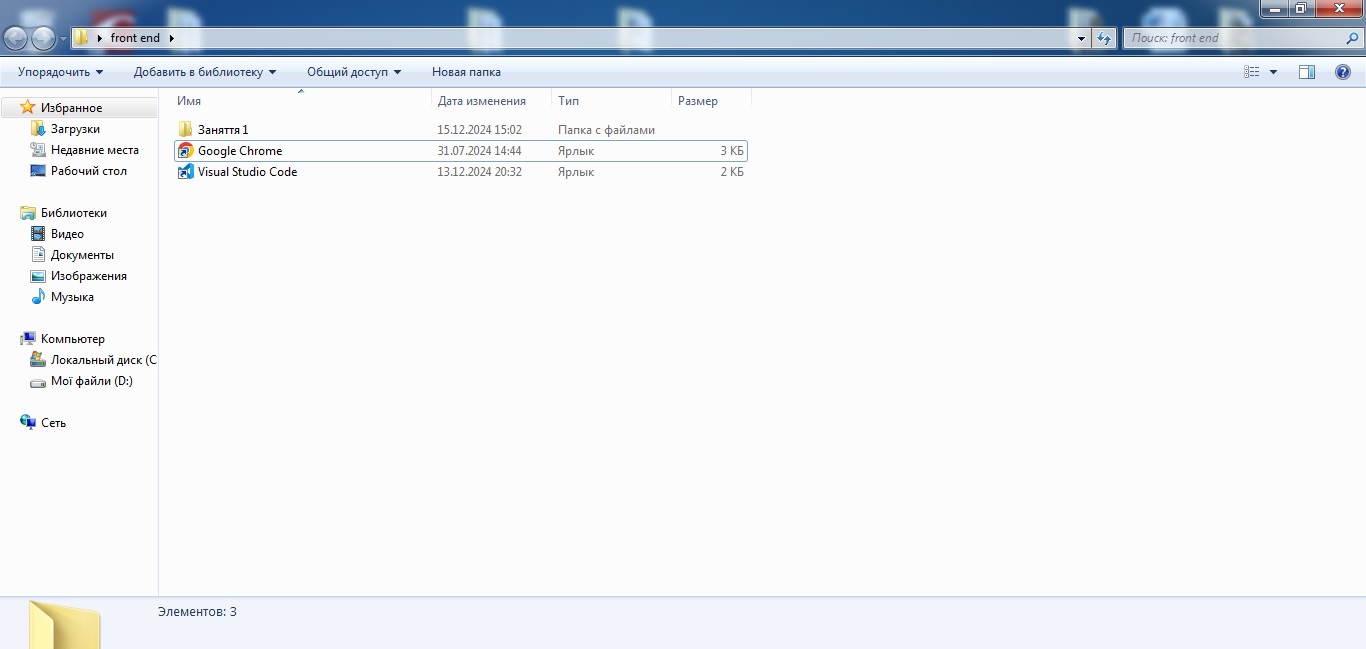 front end
Поиск: front end
Упорядочить Добавить в библиотеку Общий доступ Новая папка
Имя Дата изменения Тип Размер
Избранное
Загрузки
Недавние места
Рабочий стол
Библиотеки
Видео
Документы
Изображения
Музыка
Компьютер
Локальный диск (C
Мої файли (D:)
Сеть
Заняття 1 15.12.2024 15:02 Папка с файлами
Google Chrome 31.07.2024 14:44 Ярлык 3 КБ
Visual Studio Code 13.12.2024 20:32 Ярлык 2 КБ
Элементов: 3